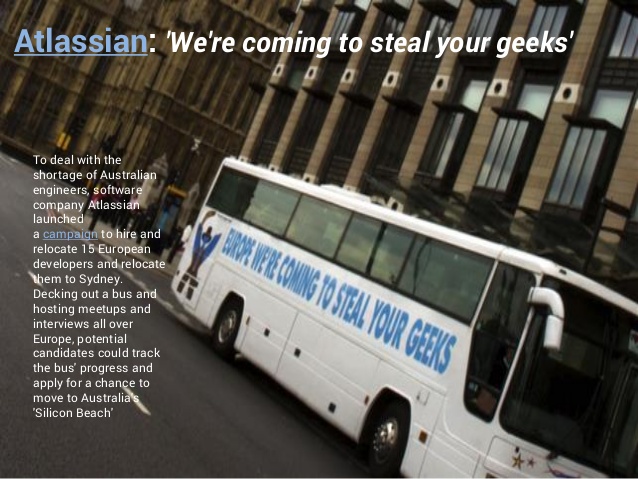 Atlassian: 'We're coming to steal your geeks'
To deal with the
shortage of Australian
engineers, software
company Atlassian
launched
a campaign to hire and
relocate 15 European
developers and relocate
them to Sydney.
Decking out a bus and
hosting meetups and
interviews all over
Europe, potential
candidates could track
the bus' progress and
apply for a chance to
move to Australia's
'Silicon Beach'
EUROPE WE'RE COMING TO STEAL YOUR GEEKS